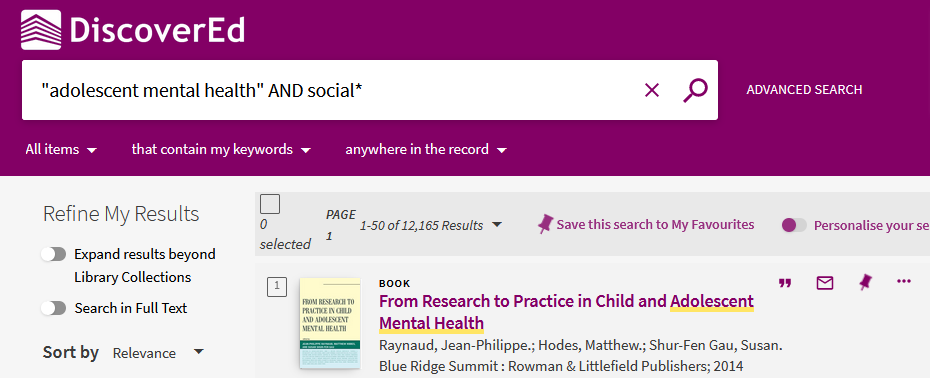 DiscoverEd
"adolescent mental health" AND social*
ADVANCED SEARCH
All items
that contain my keywords
anywhere in the record
Refine My Results
Expand results beyond
Library Collections
Search in Full Text
Sort by Relevance
0
selected
PAGE
1
1-50 of 12,165 Results
Save this search to My Favourites
Personalise your se
1
FROM RESEARCH TO
PRACTICE IN CHILD
AND ADOLESCENT
MENTAL HEALTH
BOOK
From Research to Practice in Child and Adolescent
Mental Health
Raynaud, Jean-Philippe.; Hodes, Matthew.; Shur-Fen Gau, Susan.
Blue Ridge Summit : Rowman & Littlefield Publishers; 2014